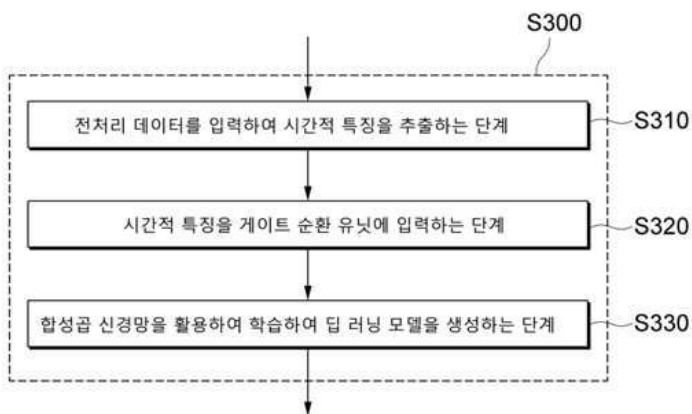 S300
전처리 데이터를 입력하여 시간적 특징을 추출하는 단계
S310
시간적 특징을 게이트 순환 유닛에 입력하는 단계
S320
합성곱 신경망을 활용하여 학습하여 딥 러닝 모델을 생성하는 단계
S330